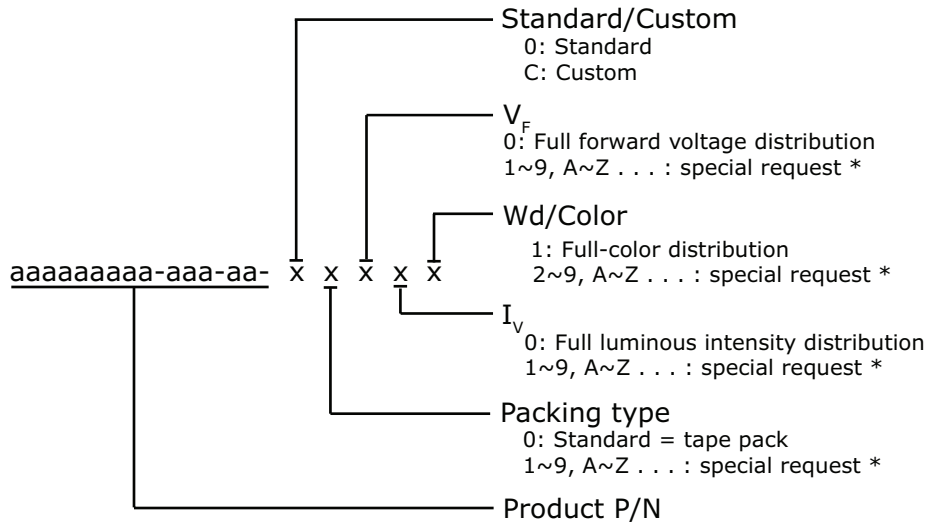 Standard/Custom
0: Standard
C: Custom
VF
0: Full forward voltage distribution
1~9, A~Z . . . : special request *
Wd/Color
1: Full-color distribution
2~9, A~Z . . . : special request *
aaaaaaaaa-aaa-aa- x x x x x
IV
0: Full luminous intensity distribution
1~9, A~Z . . . : special request *
Packing type
0: Standard = tape pack
1~9, A~Z . . . : special request *
Product P/N